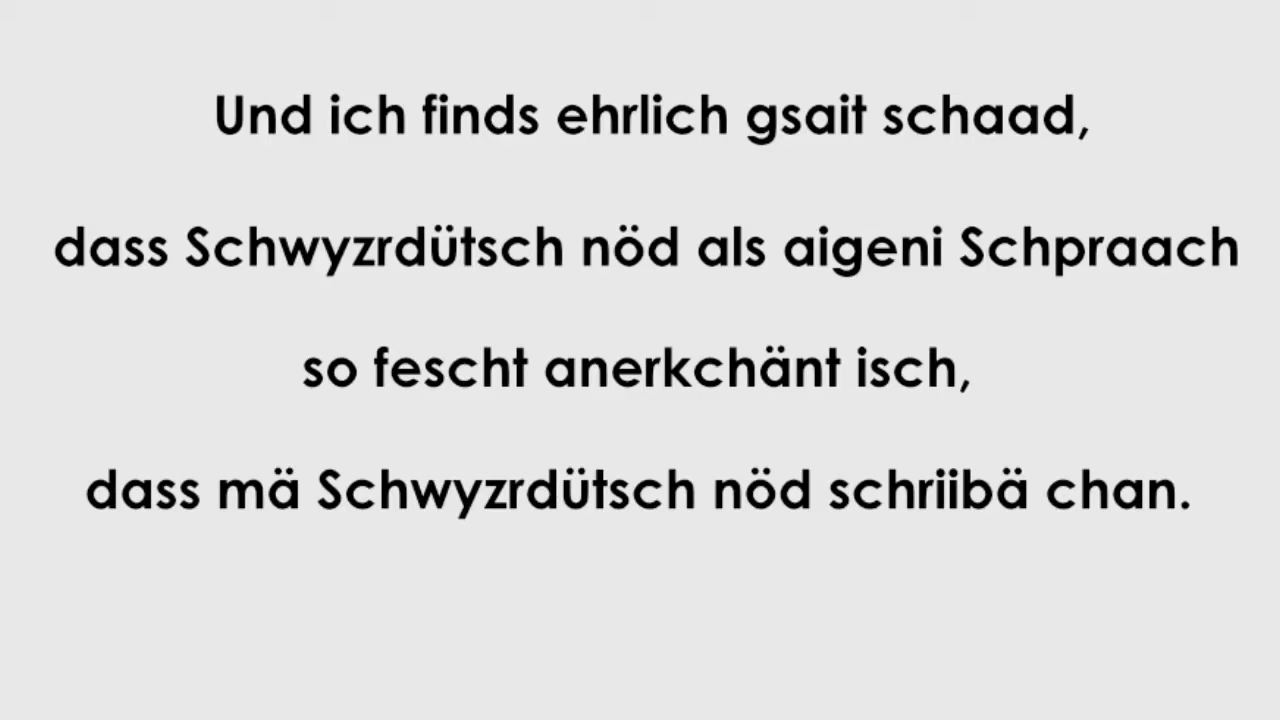 Und ich finds ehrlich gsait schaad,
dass Schwyzrdütsch nöd als aigeni Schpraach
so fescht anerkchänt isch,
dass mä Schwyzrdütsch nöd schriibä chan.